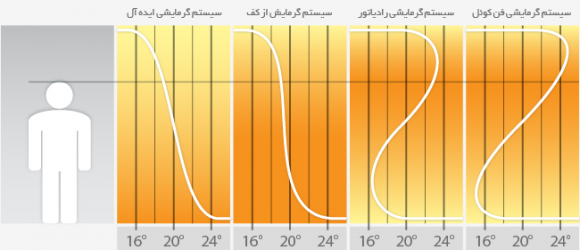 سیستم گرمایشی فن کوئل
سیستم گرمایشی رادیاتور
سیستم گرمایش از کف
سیستم گرمایشی ایده آل
16° 20° 24°
16° 20° 24°
16° 20° 24°
16° 20° 24°